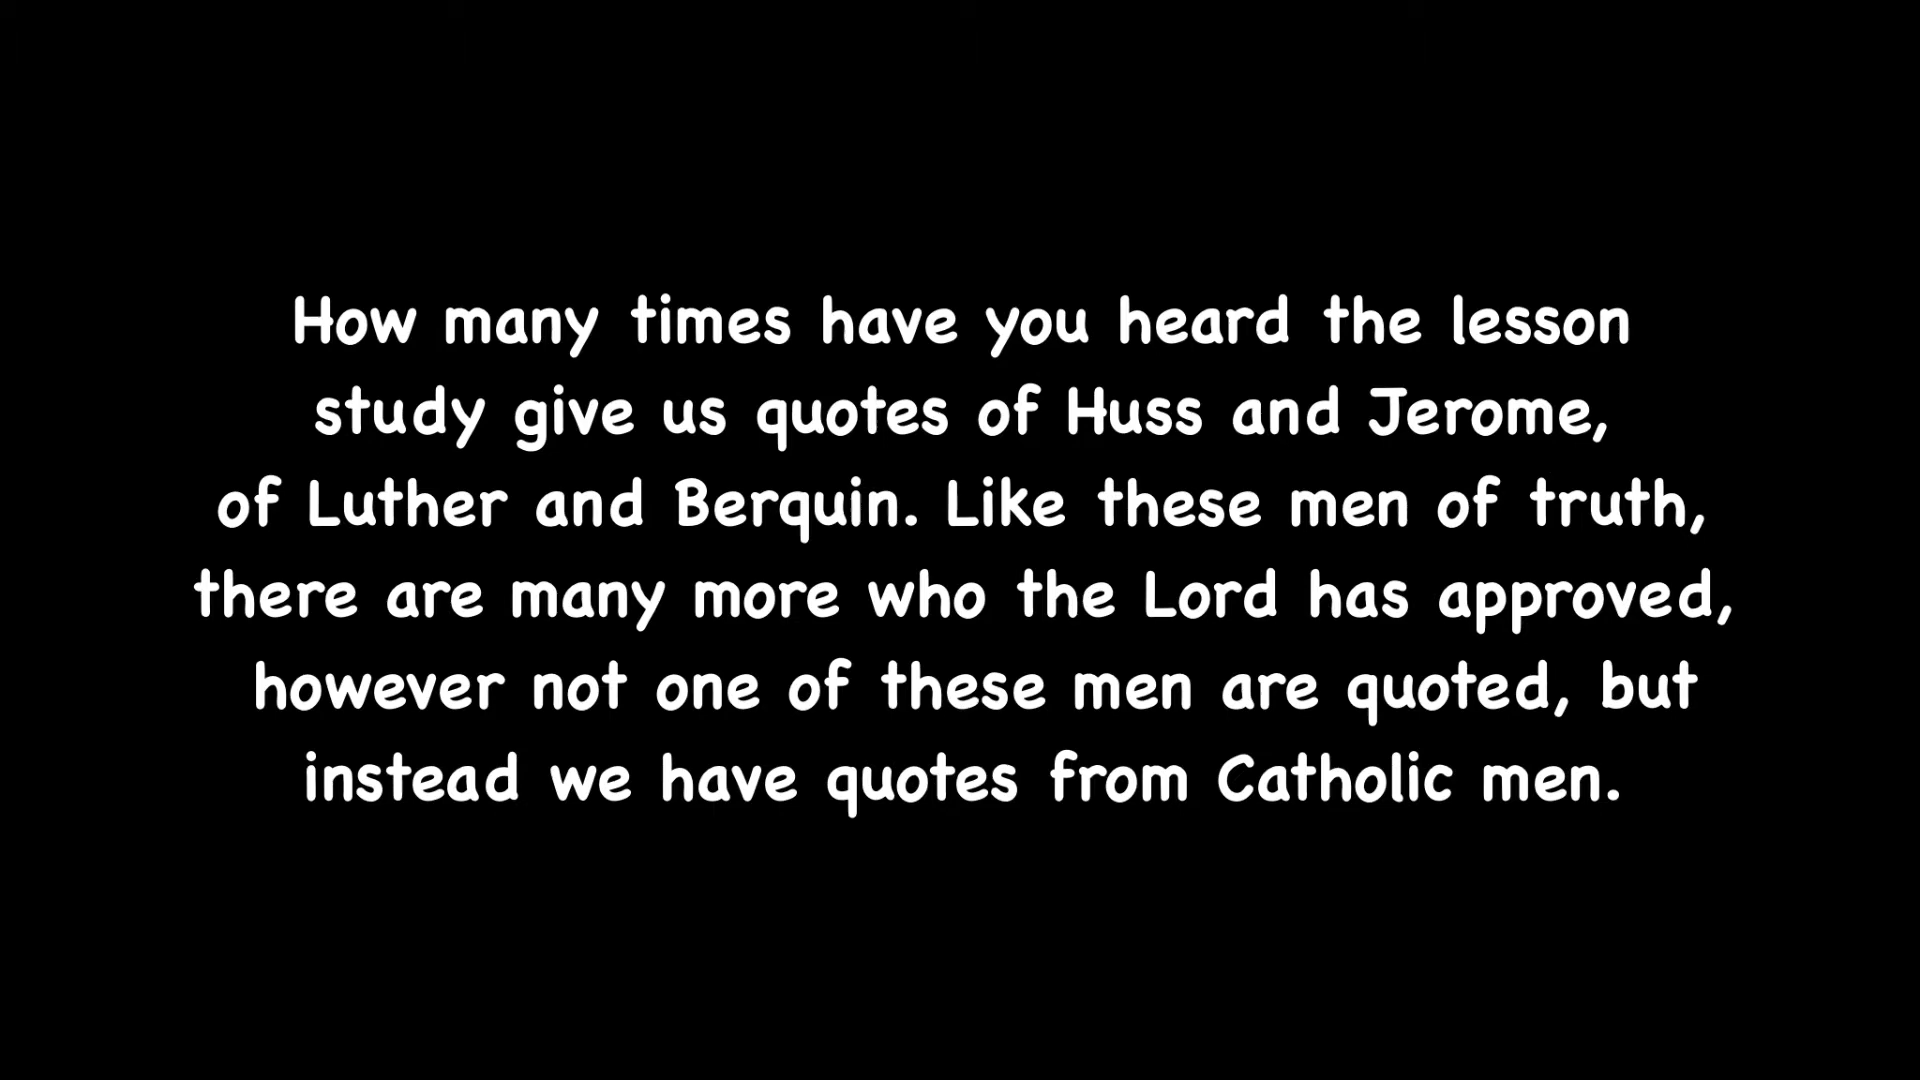 How many times have you heard the lesson
study give us quotes of Huss and Jerome,
of Luther and Berquin. Like these men of truth,
there are many more who the Lord has approved,
however not one of these men are quoted, but
instead we have quotes from Catholic men.